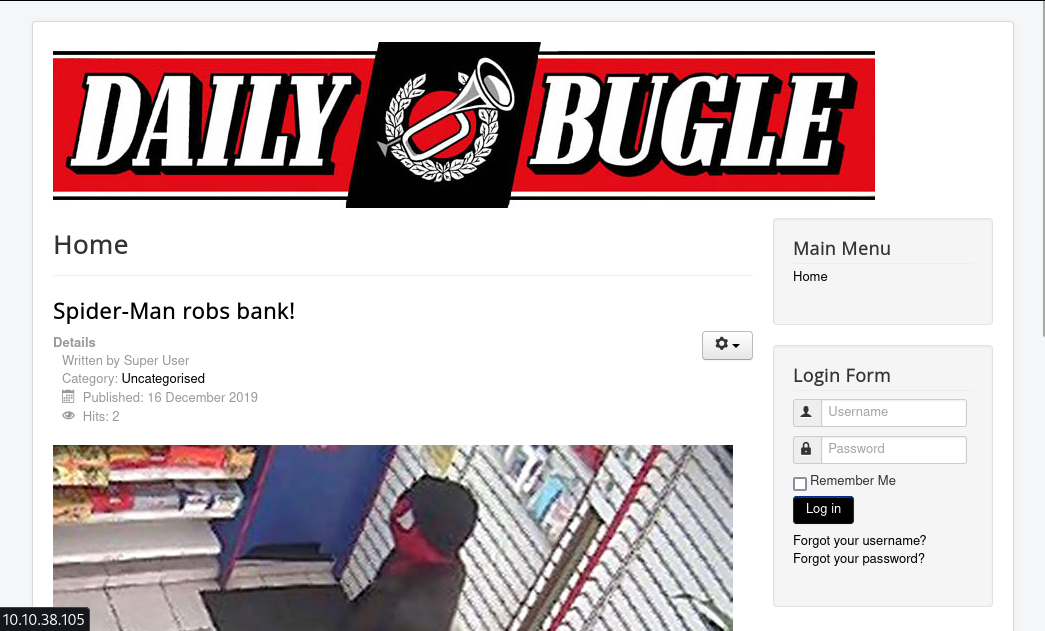 DAILY BUGLE
Home
Spider-Man robs bank!
Details
Written by Super User
Category: Uncategorised
Published: 16 December 2019
Hits: 2
Main Menu
Home
Login Form
Username
Password
Remember Me
Log in
Forgot your username?
Forgot your password?
10.10.38.105